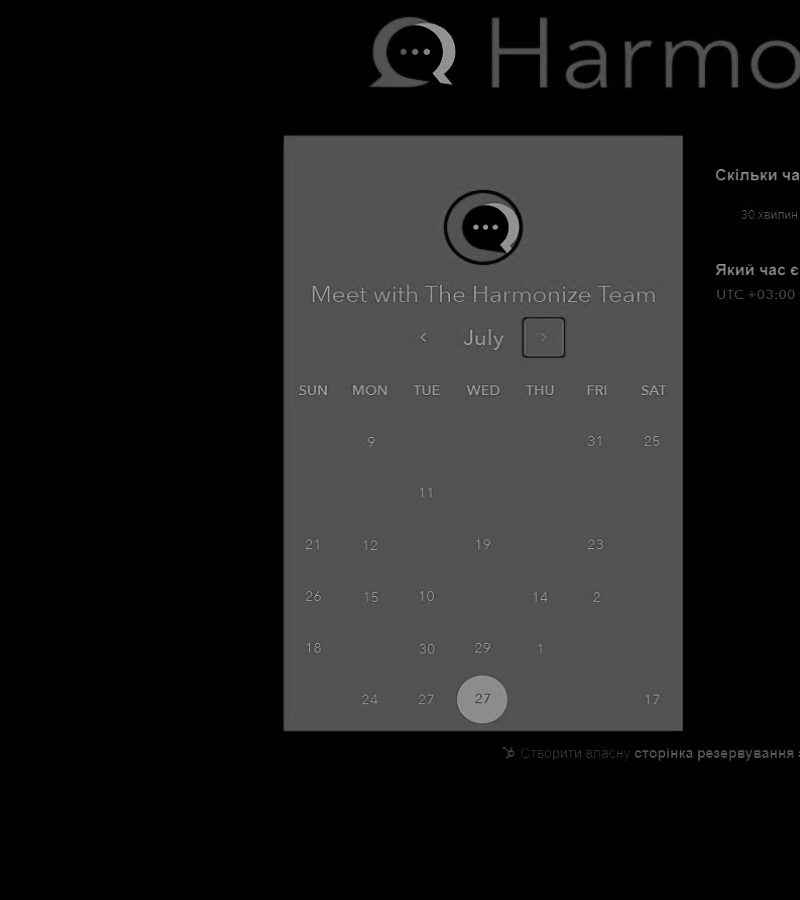 Harmo
Meet with The Harmonize Team
July
SUN MON TUE WED THU FRI SAT
9 31 25
11
21 12 19 23
26 15 10 14 2
18 30 29 1
24 27 27 17
Скільки ча
30 хвилин
Який час є
UTC +03:00
Створити власну сторінка резервування з